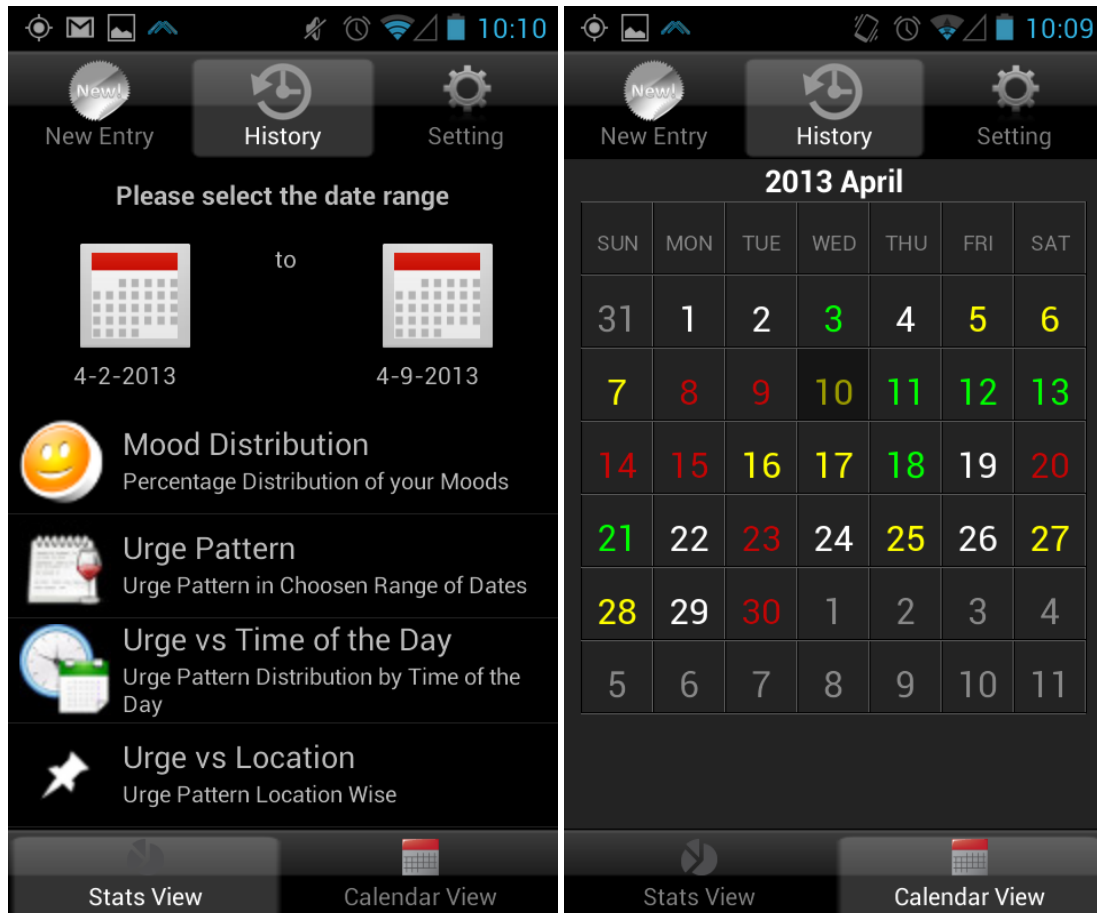 10:10
New!
New Entry
History
Setting
Please select the date range
to
4-2-2013
4-9-2013
Mood Distribution
Percentage Distribution of your Moods
Urge Pattern
Urge Pattern in Choosen Range of Dates
Urge vs Time of the Day
Urge Pattern Distribution by Time of the
Day
Urge vs Location
Urge Pattern Location Wise
Stats View
Calendar View
10:09
New!
New Entry
History
Setting
2013 April
SUN MON TUE WED THU FRI SAT
31 1 2 3 4 5 6
7 8 9 10 11 12 13
14 15 16 17 18 19 20
21 22 23 24 25 26 27
28 29 30 1 2 3 4
5 6 7 8 9 10 11
Stats View
Calendar View